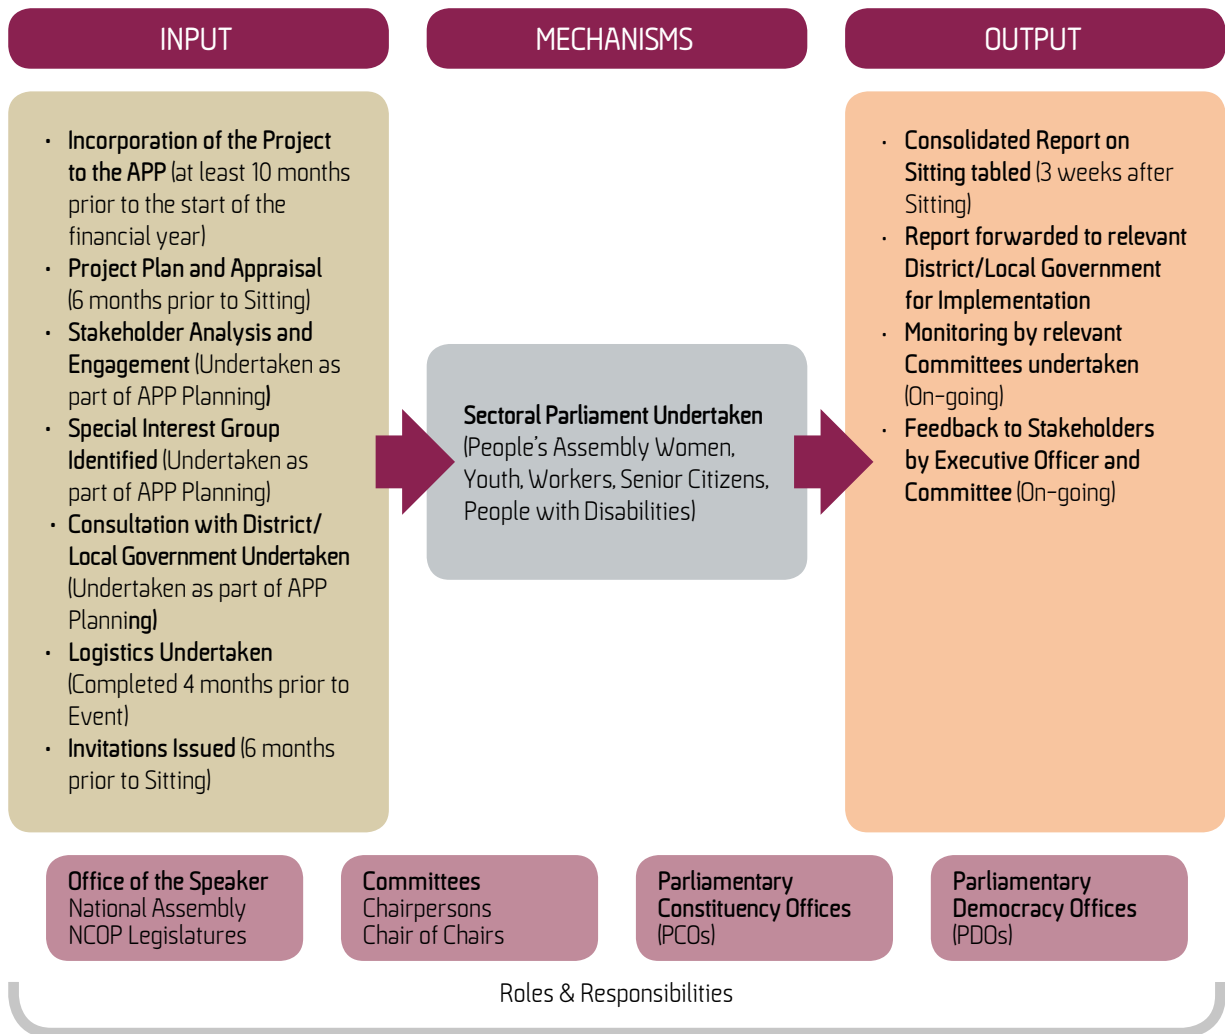 INPUT
MECHANISMS
OUTPUT
· Incorporation of the Project
to the APP (at least 10 months
prior to the start of the
financial year)
· Project Plan and Appraisal
(6 months prior to Sitting)
· Stakeholder Analysis and
Engagement (Undertaken as
part of APP Planning)
· Special Interest Group
Identified (Undertaken as
part of APP Planning)
· Consultation with District/
Local Government Undertaken
(Undertaken as part of APP
Planning)
· Logistics Undertaken
(Completed 4 months prior to
Event)
· Invitations Issued (6 months
prior to Sitting)
Sectoral Parliament Undertaken
(People's Assembly Women,
Youth, Workers, Senior Citizens,
People with Disabilities)
· Consolidated Report on
Sitting tabled (3 weeks after
Sitting)
· Report forwarded to relevant
District/Local Government
for Implementation
· Monitoring by relevant
Committees undertaken
(On-going)
· Feedback to Stakeholders
by Executive Officer and
Committee (On-going)
Office of the Speaker
National Assembly
NCOP Legislatures
Committees
Chairpersons
Chair of Chairs
Parliamentary
Constituency Offices
(PCOs)
Parliamentary
Democracy Offices
(PDOs)
Roles & Responsibilities